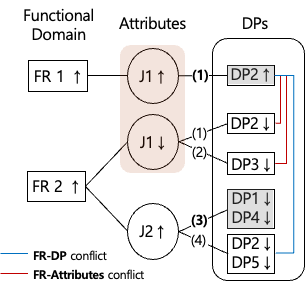 Functional
Domain
Attributes
DPs
FR 1 ↑
J1 ↑
(1)
DP2 ↑
J1 ↓
(1)
DP2 ↓
(2)
DP3 ↓
FR 2 ↑
J2 ↑
(3)
DP1 ↓
DP4 ↓
(4)
DP2 ↓
DP5 ↓
FR-DP conflict
FR-Attributes conflict